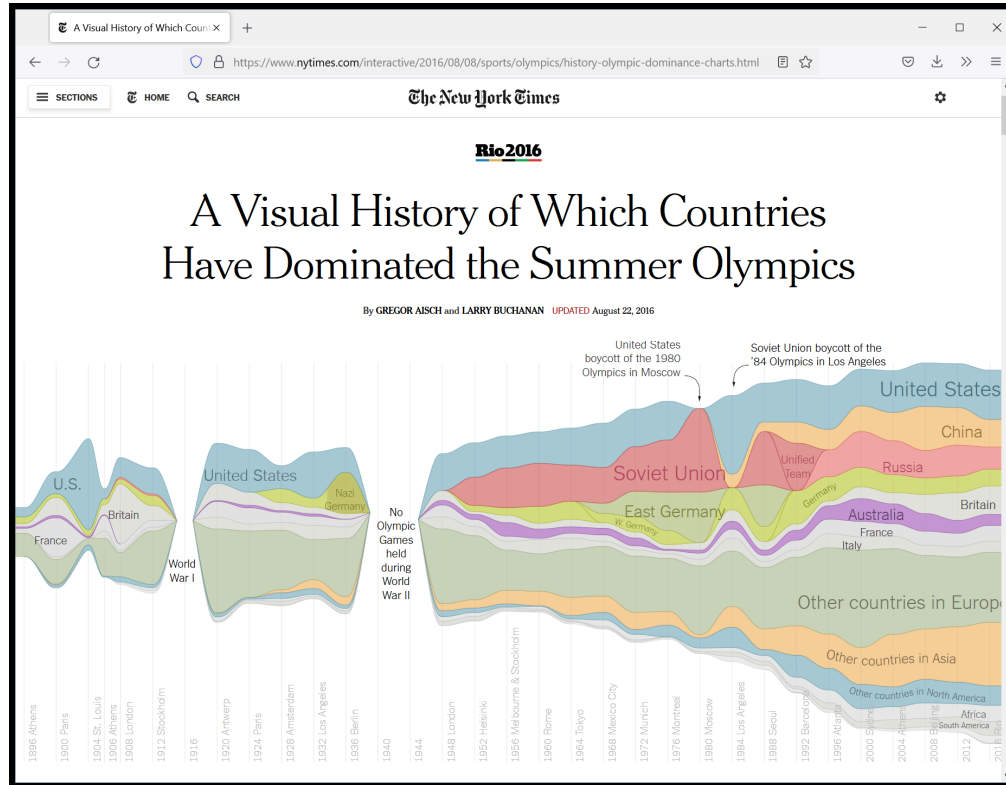 A Visual History of Which Count
https://www.nytimes.com/interactive/2016/08/08/sports/olympics/history-olympic-dominance-charts.html
SECTIONS
HOME
SEARCH
The New York Times
Rio2016
A Visual History of Which Countries
Have Dominated the Summer Olympics
By GREGOR AISCH and LARRY BUCHANAN UPDATED August 22, 2016
United States
boycott of the 1980
Olympics in Moscow
Soviet Union boycott of the
'84 Olympics in Los Angeles
United States
China
Russia
Britain
Australia
France
Italy
Other countries in Europ
Other countries in Asia
Other countries in North America
Africa
South America
U.S.
Britain
France
World
War I
United States
Nazi
Germany
No
Olympic
Games
held
during
World
War II
Soviet Union
East Germany
W. Germany
Unified
Team
Germany
1896 Athens
1900 Paris
1904 St. Louis
1906 Athens
1908 London
1912 Stockholm
1916
1920 Antwerp
1924 Paris
1928 Amsterdam
1932 Los Angeles
1936 Berlin
1940
1944
1948 London
1952 Helsinki
1956 Melbourne & Stockholm
1960 Rome
1964 Tokyo
1968 Mexico City
1972 Munich
1976 Montreal
1980 Moscow
1984 Los Angeles
1988 Seoul
1992 Barcelona
1996 Atlanta
2000 Sydney
2004 Athens
2008 Beijing
2012